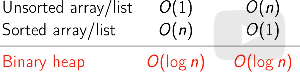 Unsorted array/list O(1) O(n)
Sorted array/list O(n) O(1)
Binary heap O(log n) O(log n)